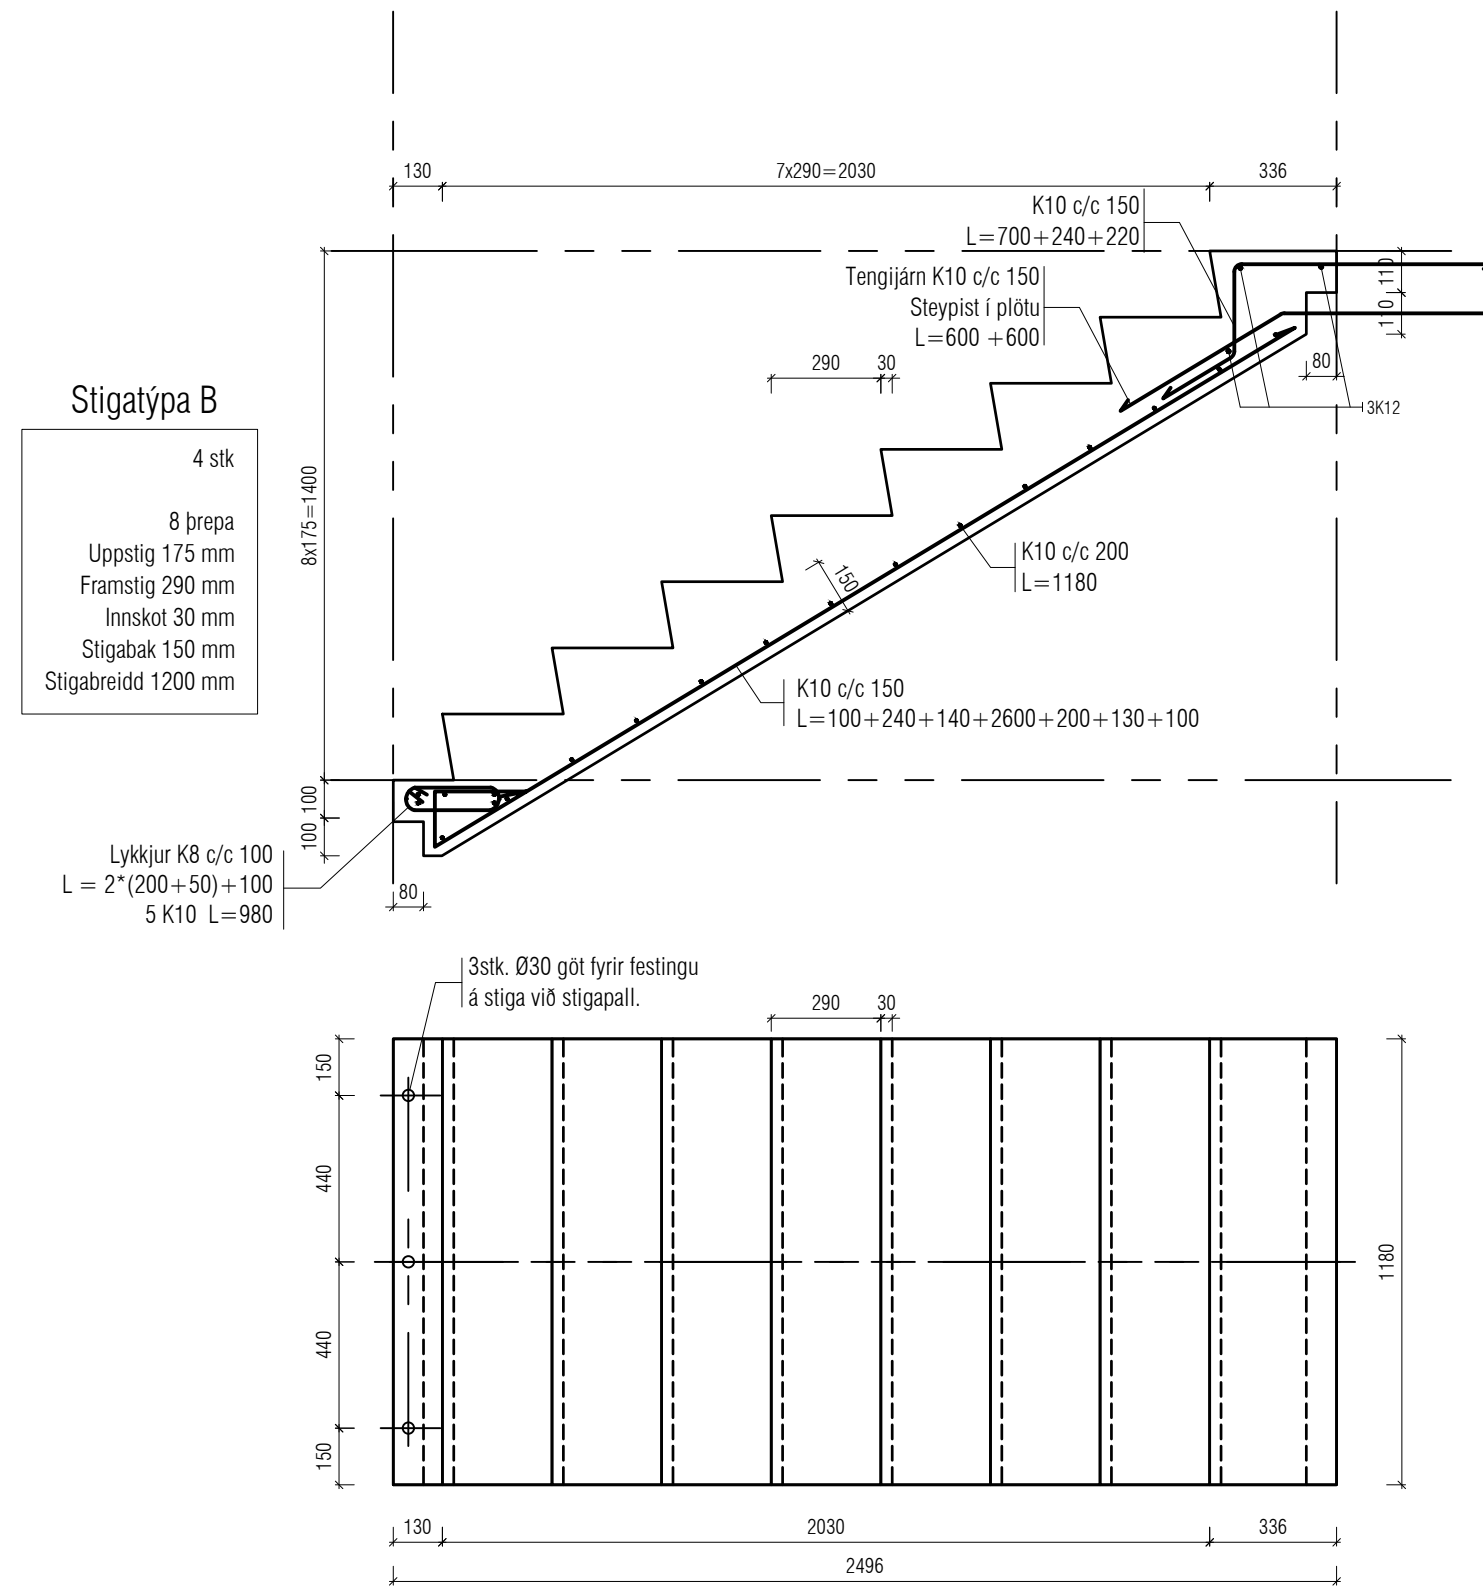 130
7x290=2030
336
K10 c/c 150
L=700+240+220
Tengijárn K10 c/c 150
Steypist í plötu
L=600 +600
110
110
290
30
80
3K12
Stigatýpa B
4 stk
8 þrepa
Uppstig 175 mm
Framstig 290 mm
Innskot 30 mm
Stigabak 150 mm
Stigabreidd 1200 mm
8x175=1400
150
K10 c/c 200
L=1180
K10 c/c 150
L=100+240+140+2600+200+130+100
100
100
Lykkjur K8 c/c 100
L = 2*(200+50)+100
5 K10 L=980
80
3stk. Ø30 göt fyrir festingu
á stiga við stigapall.
290
30
150
440
440
150
1180
130
2030
336
2496